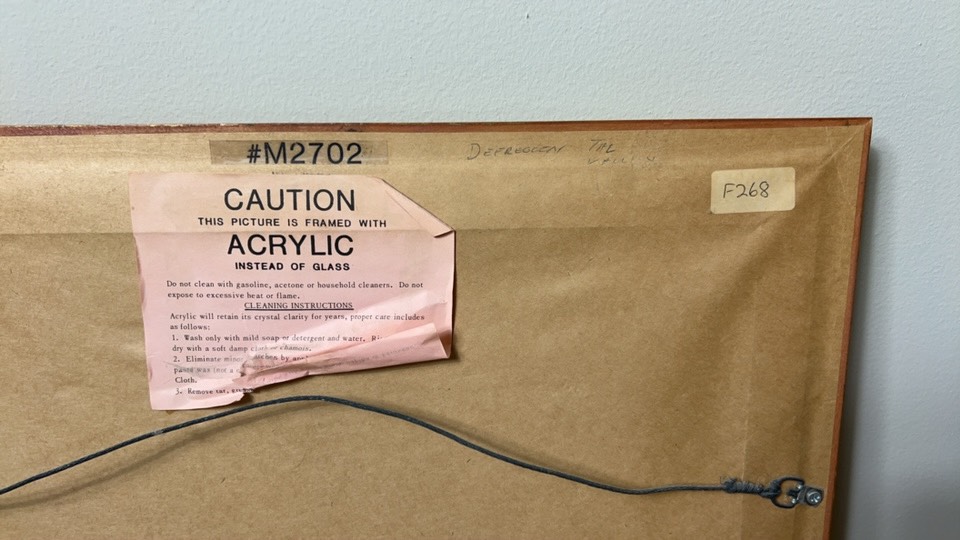 #M2702
F268
CAUTION
THIS PICTURE IS FRAMED WITH
ACRYLIC
INSTEAD OF GLASS
Do not clean with gasoline, acetone or household cleaners. Do not
expose to excessive heat or flame.
CLEANING INSTRUCTIONS
Acrylic will retain its crystal clarity for years, proper care includes
as follows:
1. Wash only with mild soap or detergent and water.
dry with a soft damp cloth or chamois.
2. Eliminate by
Cloth.
3. Remove